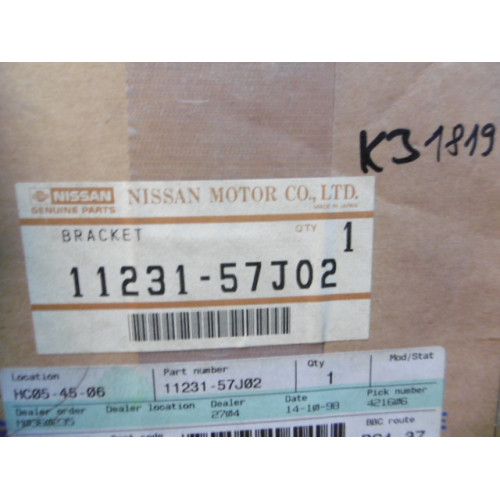 K31819
NISSAN NISSAN MOTOR CO., LTD.
GENUINE PARTS MADE IN JAPAN
BRACKET QTY 1
11231-57J02
Location Part number Qty Mod/Stat
HC05-45-06 11231-57J02 1
Dealer order Dealer location Dealer Date Pick number
2704 14-10-98 421606
BBC route